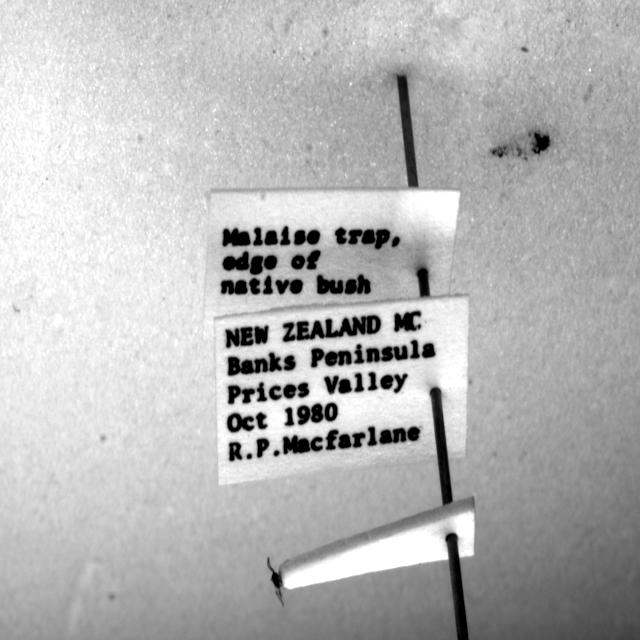 Malaise trap,
edge of
native bush
NEW ZEALAND MC
Banks Peninsula
Prices Valley
Oct 1980
R.P.Macfarlane